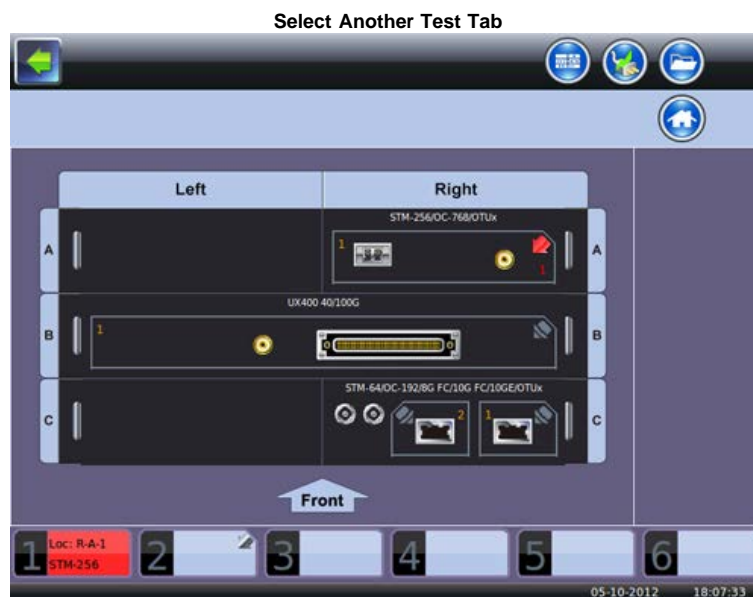 Select Another Test Tab
Left Right
STM-256/OC-768/OTUx
A 1 1 A
UX400 40/100G
B 1 B
STM-64/OC-192/8G FC/10G FC/10GE/OTUx
C 2 1 C
Front
1 Loc: R-A-1 2 3 4 5 6
STM-256
05-10-2012 18:07:33